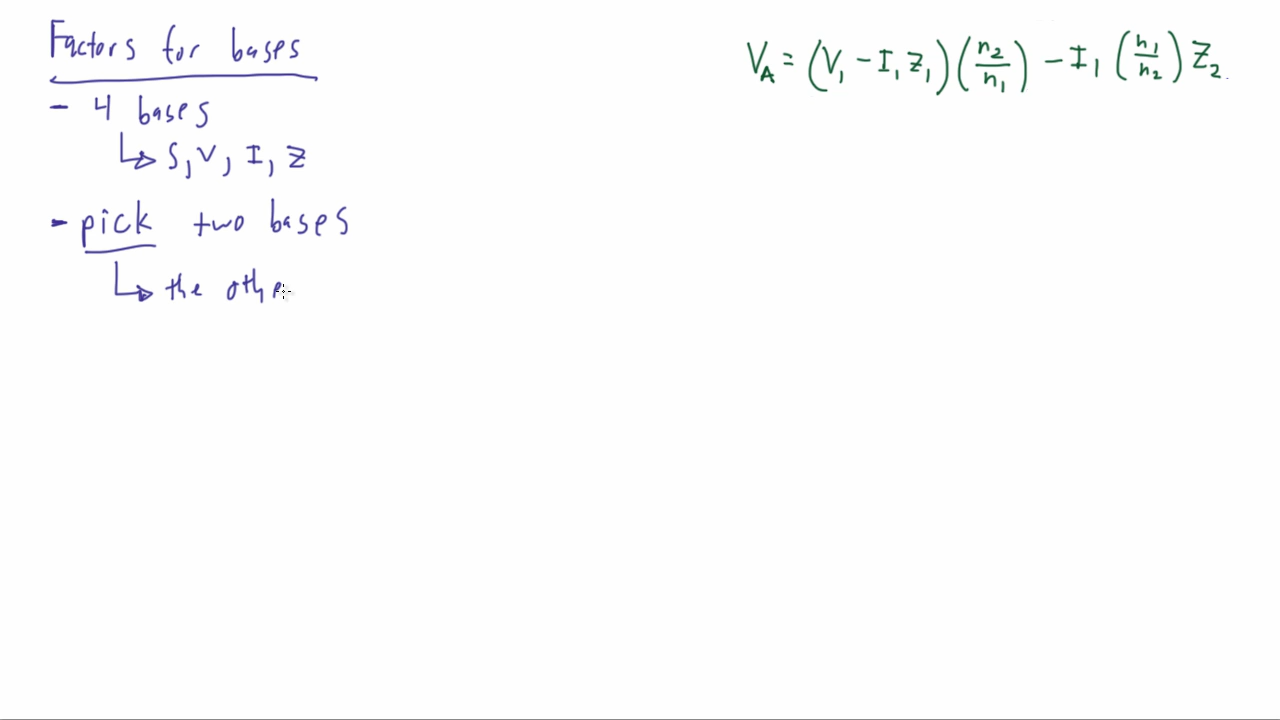 Factors for bases
- 4 bases
↳ S, V, I, Z
- pick two bases
↳ the othe
V_A = (V_1 - I_1 Z_1)(n_2/n_1) - I_1 (n_1/n_2) Z_2